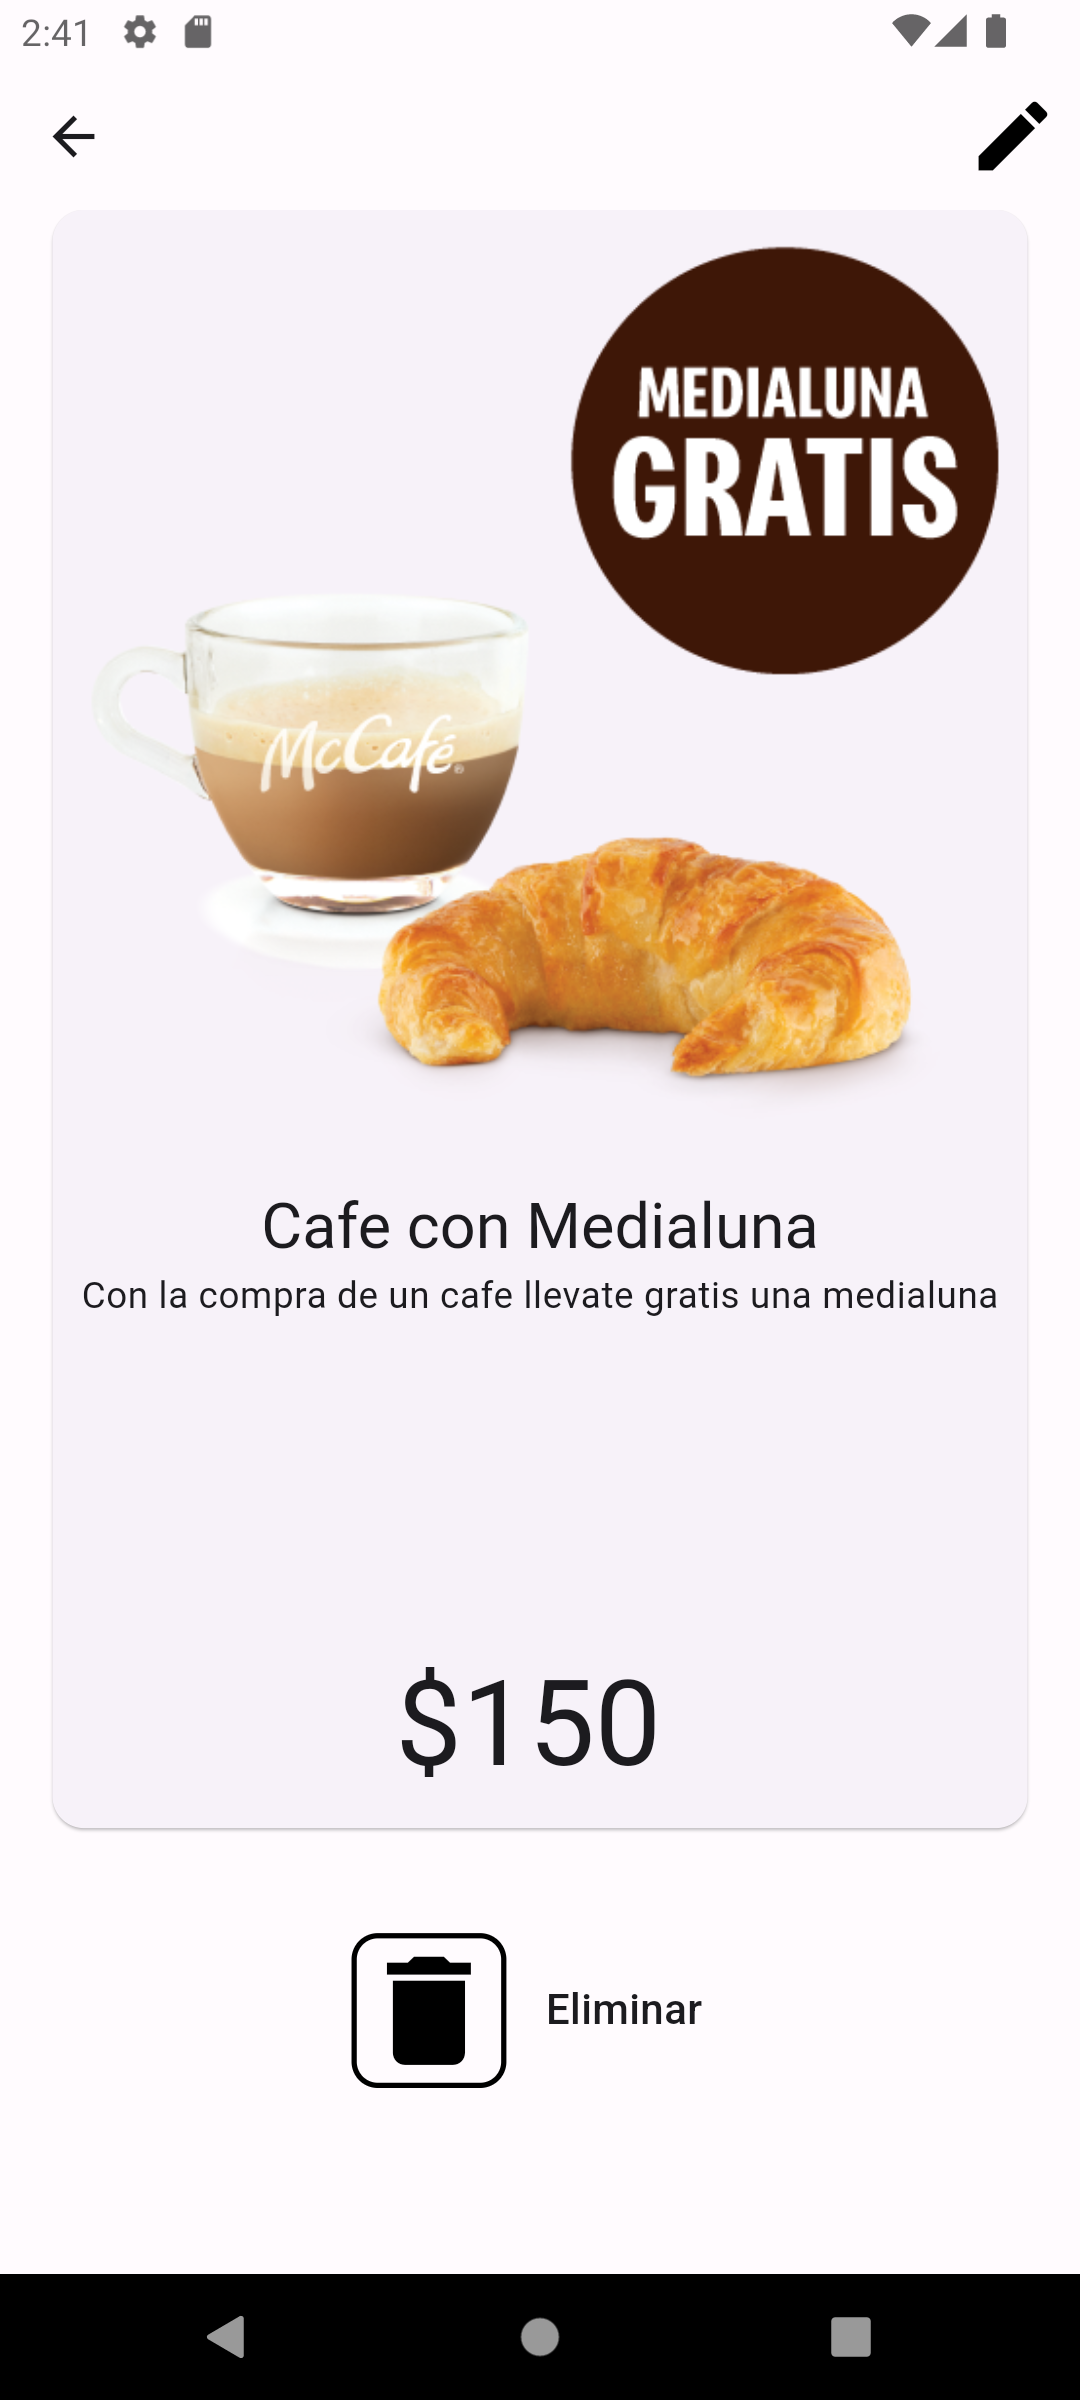 2:41
MEDIALUNA
GRATIS
McCafé®
Cafe con Medialuna
Con la compra de un cafe llevate gratis una medialuna
$150
Eliminar